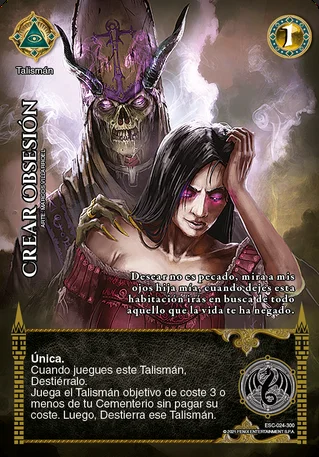 1
Talismán
CREAR OBSESIÓN
Desear no es pecado, mira a mis
ojos hija mía, cuando dejes esta
habitación irás en busca de todo
aquello que la vida te ha negado.
Única.
Cuando juegues este Talismán,
Destiérralo.
Juega el Talismán objetivo de coste 3 o
menos de tu Cementerio sin pagar su
coste. Luego, Destierra ese Talismán.
ESC-024-300
© 2021 FENIX ENTERTAINMENT S.P.A.